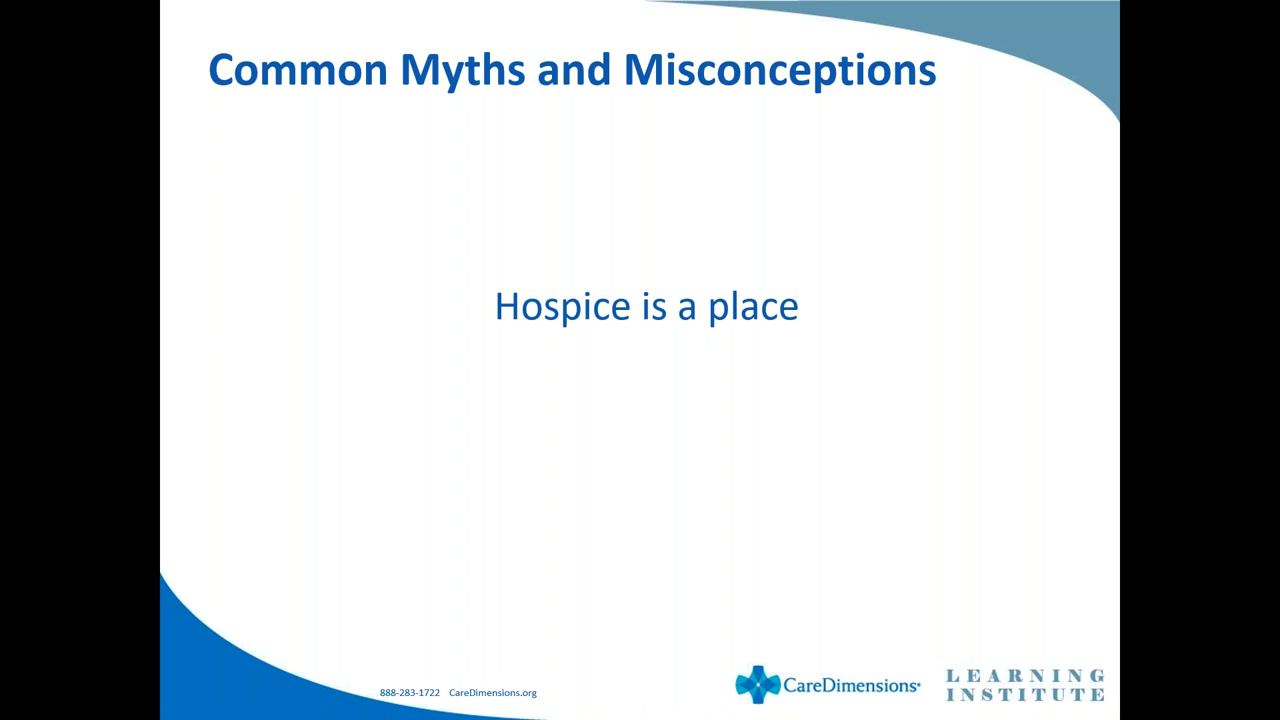 Common Myths and Misconceptions
Hospice is a place
888-283-1722 CareDimensions.org
CareDimensions
LEARNING
INSTITUTE